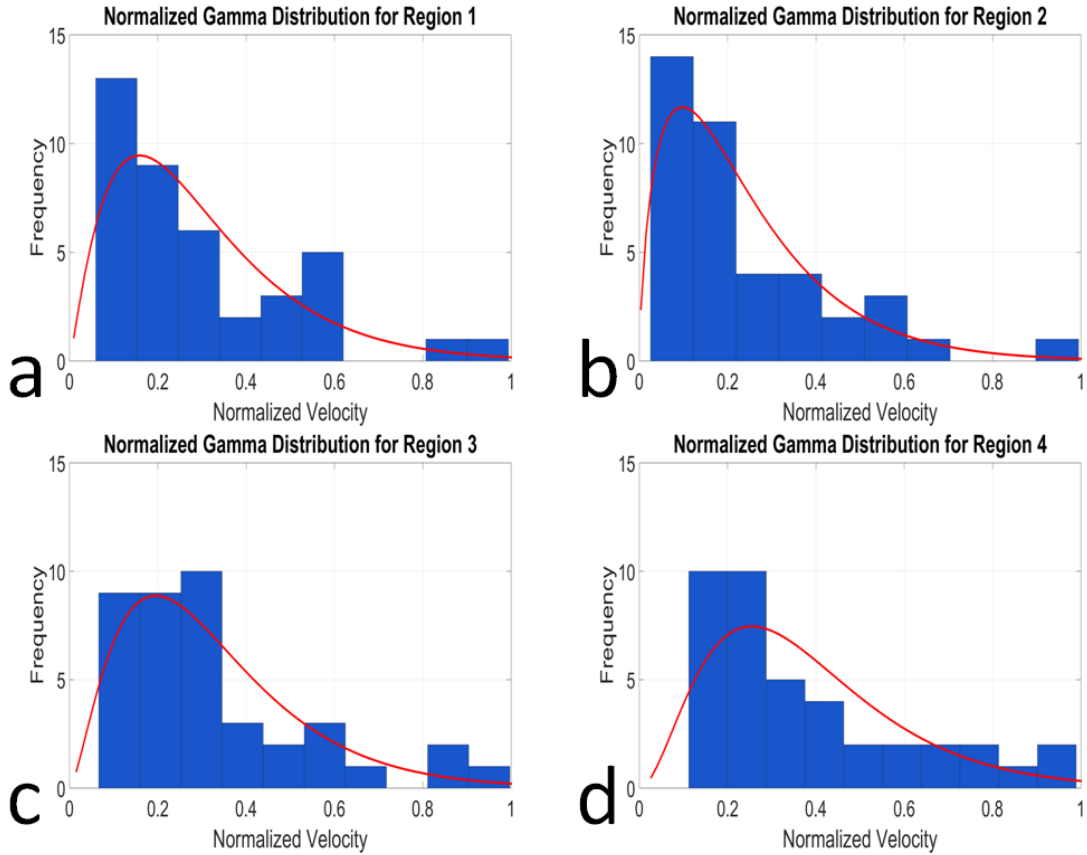 Normalized Gamma Distribution for Region 1
15
10
5
0
Frequency
0 0.2 0.4 0.6 0.8 1
Normalized Velocity
a
Normalized Gamma Distribution for Region 2
15
10
5
0
Frequency
0 0.2 0.4 0.6 0.8 1
Normalized Velocity
b
Normalized Gamma Distribution for Region 3
15
10
5
0
Frequency
0 0.2 0.4 0.6 0.8 1
Normalized Velocity
c
Normalized Gamma Distribution for Region 4
15
10
5
0
Frequency
0 0.2 0.4 0.6 0.8 1
Normalized Velocity
d